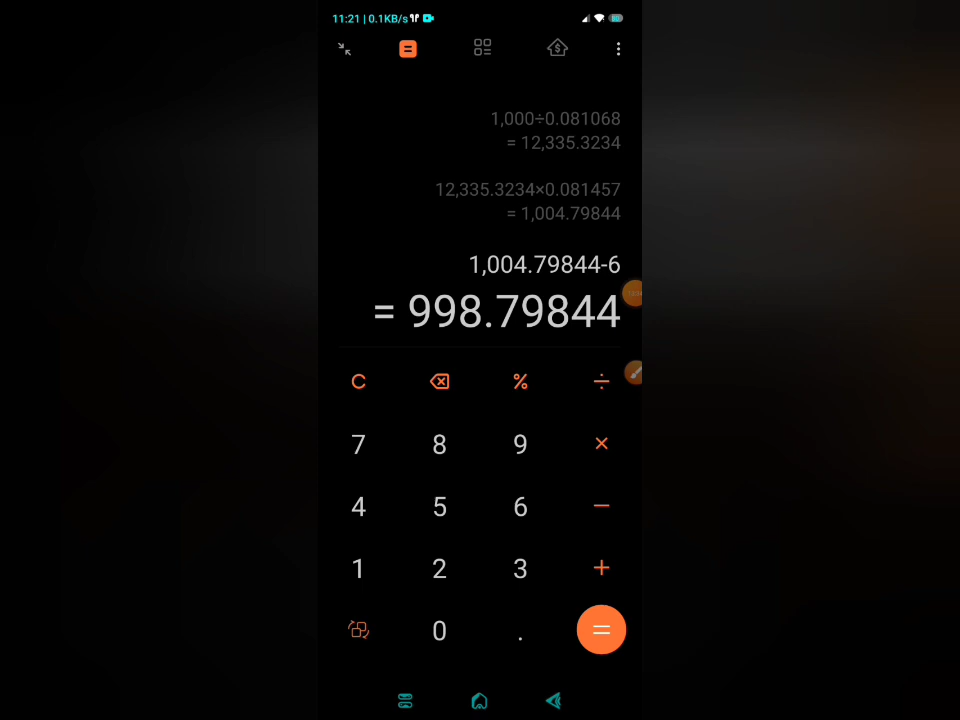 11:21 | 0.1KB/s
1,000÷0.081068
= 12,335.3234
12,335.3234×0.081457
= 1,004.79844
1,004.79844-6
= 998.79844
C % ÷
7 8 9 ×
4 5 6 −
1 2 3 +
0 . =